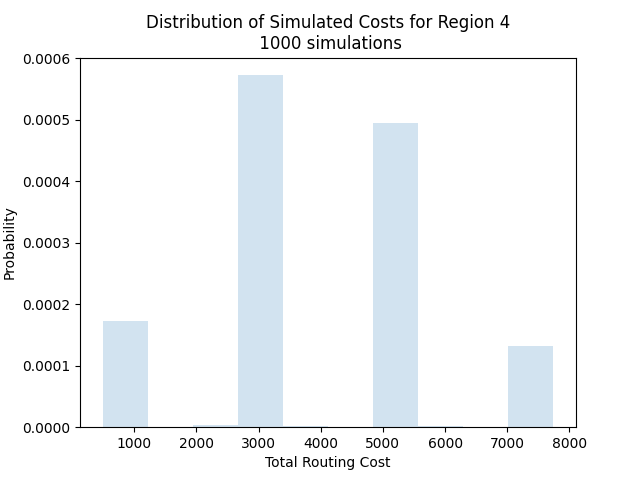 Distribution of Simulated Costs for Region 4
1000 simulations
0.0006
0.0005
0.0004
0.0003
0.0002
0.0001
0.0000
Probability
1000 2000 3000 4000 5000 6000 7000 8000
Total Routing Cost